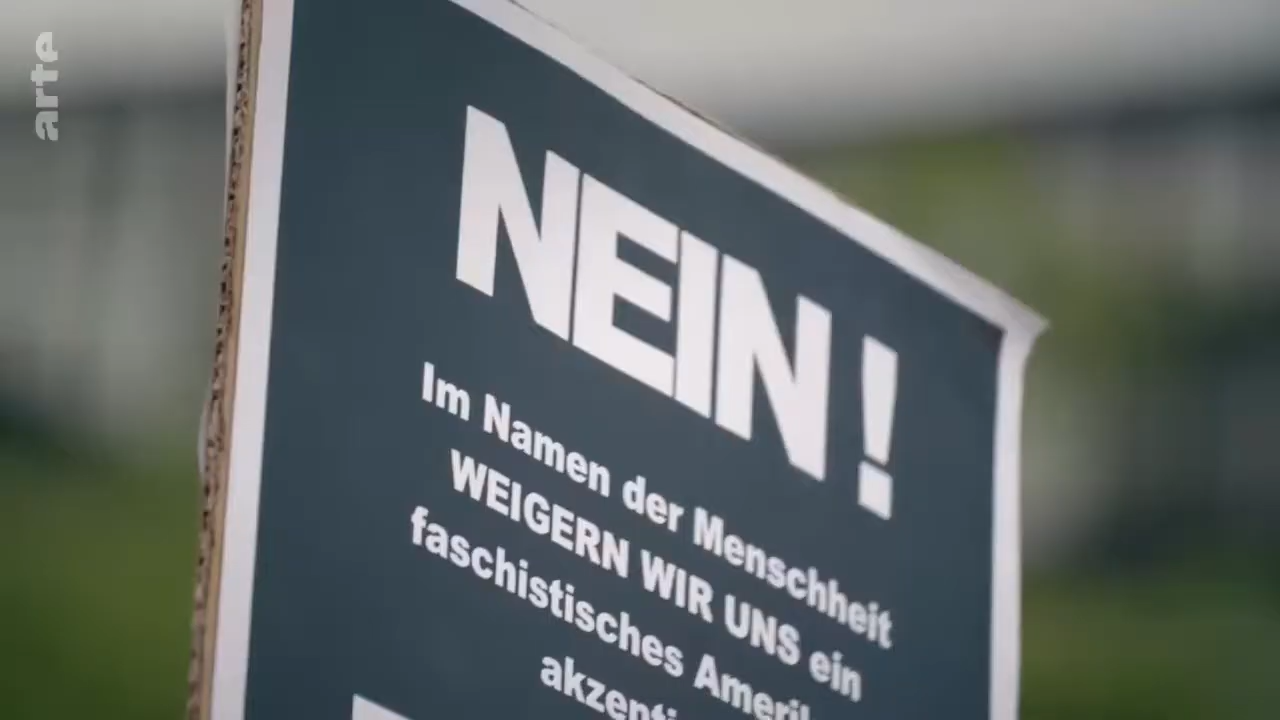 arte
NEIN!
Im Namen der Menschheit
WEIGERN WIR UNS ein
faschistisches